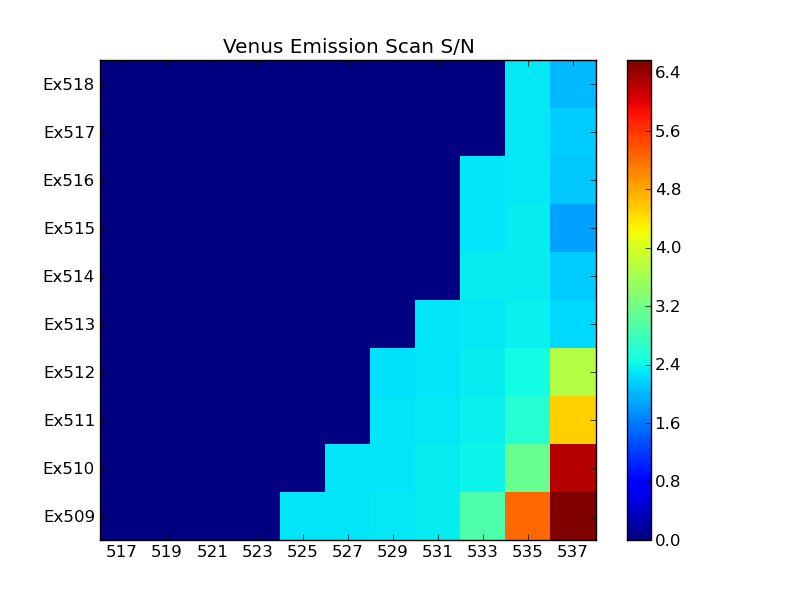 Venus Emission Scan S/N
Ex518
Ex517
Ex516
Ex515
Ex514
Ex513
Ex512
Ex511
Ex510
Ex509
517 519 521 523 525 527 529 531 533 535 537
6.4
5.6
4.8
4.0
3.2
2.4
1.6
0.8
0.0